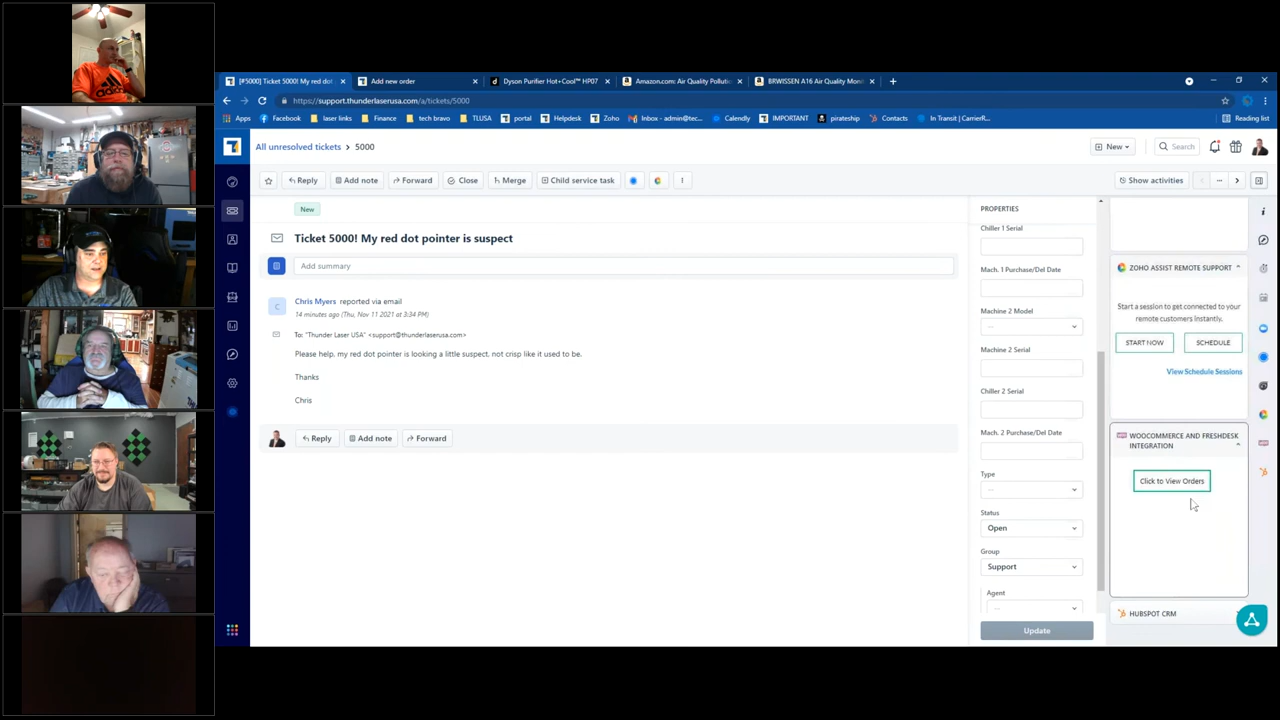 [#5000] Ticket 5000! My red dot
Add new order
Dyson Purifier Hot+Cool™ HP07
Amazon.com: Air Quality Pollutio
BRWISSEN A16 Air Quality Moni
https://support.thunderlaserusa.com/a/tickets/5000
Apps
Facebook
laser links
Finance
tech bravo
TLUSA
portal
Helpdesk
Zoho
Inbox - admin@tec...
Calendly
IMPORTANT
pirateship
Contacts
In Transit | CarrierR...
Reading list
All unresolved tickets > 5000
New
Search
Reply
Add note
Forward
Close
Merge
Child service task
Show activities
New
Ticket 5000! My red dot pointer is suspect
Add summary
Chris Myers reported via email
14 minutes ago (Thu, Nov 11 2021 at 3:34 PM)
To: "Thunder Laser USA" <support@thunderlaserusa.com>
Please help, my red dot pointer is looking a little suspect, not crisp like it used to be.
Thanks
Chris
C
Reply
Add note
Forward
PROPERTIES
Chiller 1 Serial
Mach. 1 Purchase/Del Date
Machine 2 Model
--
Machine 2 Serial
Chiller 2 Serial
Mach. 2 Purchase/Del Date
Type
--
Status
Open
Group
Support
Agent
--
Update
ZOHO ASSIST REMOTE SUPPORT
Start a session to get connected to your
remote customers instantly.
START NOW
SCHEDULE
View Schedule Sessions
WOOCOMMERCE AND FRESHDESK
INTEGRATION
Click to View Orders
HUBSPOT CRM